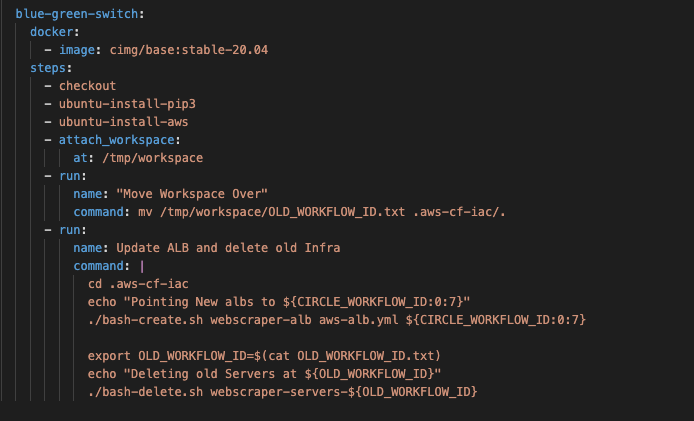 blue-green-switch:
  docker:
    - image: cimg/base:stable-20.04
  steps:
    - checkout
    - ubuntu-install-pip3
    - ubuntu-install-aws
    - attach_workspace:
        at: /tmp/workspace
    - run:
        name: "Move Workspace Over"
        command: mv /tmp/workspace/OLD_WORKFLOW_ID.txt .aws-cf-iac/.
    - run:
        name: Update ALB and delete old Infra
        command: |
          cd .aws-cf-iac
          echo "Pointing New albs to ${CIRCLE_WORKFLOW_ID:0:7}"
          ./bash-create.sh webscraper-alb aws-alb.yml ${CIRCLE_WORKFLOW_ID:0:7}

          export OLD_WORKFLOW_ID=$(cat OLD_WORKFLOW_ID.txt)
          echo "Deleting old Servers at ${OLD_WORKFLOW_ID}"
          ./bash-delete.sh webscraper-servers-${OLD_WORKFLOW_ID}